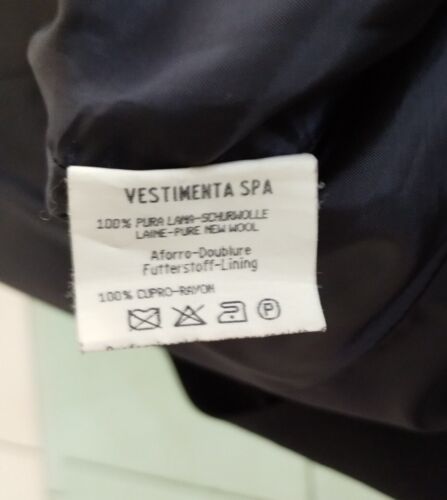 VESTIMENTA SPA
100% PURA LANA-SCHURWOLLE
LAINE-PURE NEW WOOL
Aforro-Doublure
Futterstoff-Lining
100% CUPRO-RAYON
P